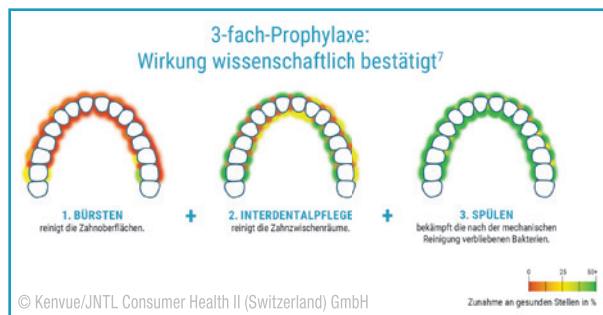 3-fach-Prophylaxe:
Wirkung wissenschaftlich bestätigt7
1. BÜRSTEN
reinigt die Zahnoberflächen.
+
2. INTERDENTALPFLEGE
reinigt die Zahnzwischenräume.
+
3. SPÜLEN
bekämpft die nach der mechanischen
Reinigung verbliebenen Bakterien.
0 25 50+
Zunahme an gesunden Stellen in %
© Kenvue/JNTL Consumer Health II (Switzerland) GmbH